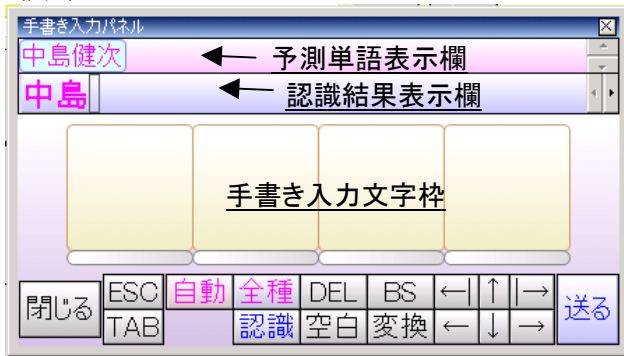 手書き入力パネル
中島健次 予測単語表示欄
中島 認識結果表示欄
手書き入力文字枠
閉じる ESC 自動 全種 DEL BS ←| ↑ |→ 送る
TAB 認識 空白 変換 ← ↓ →